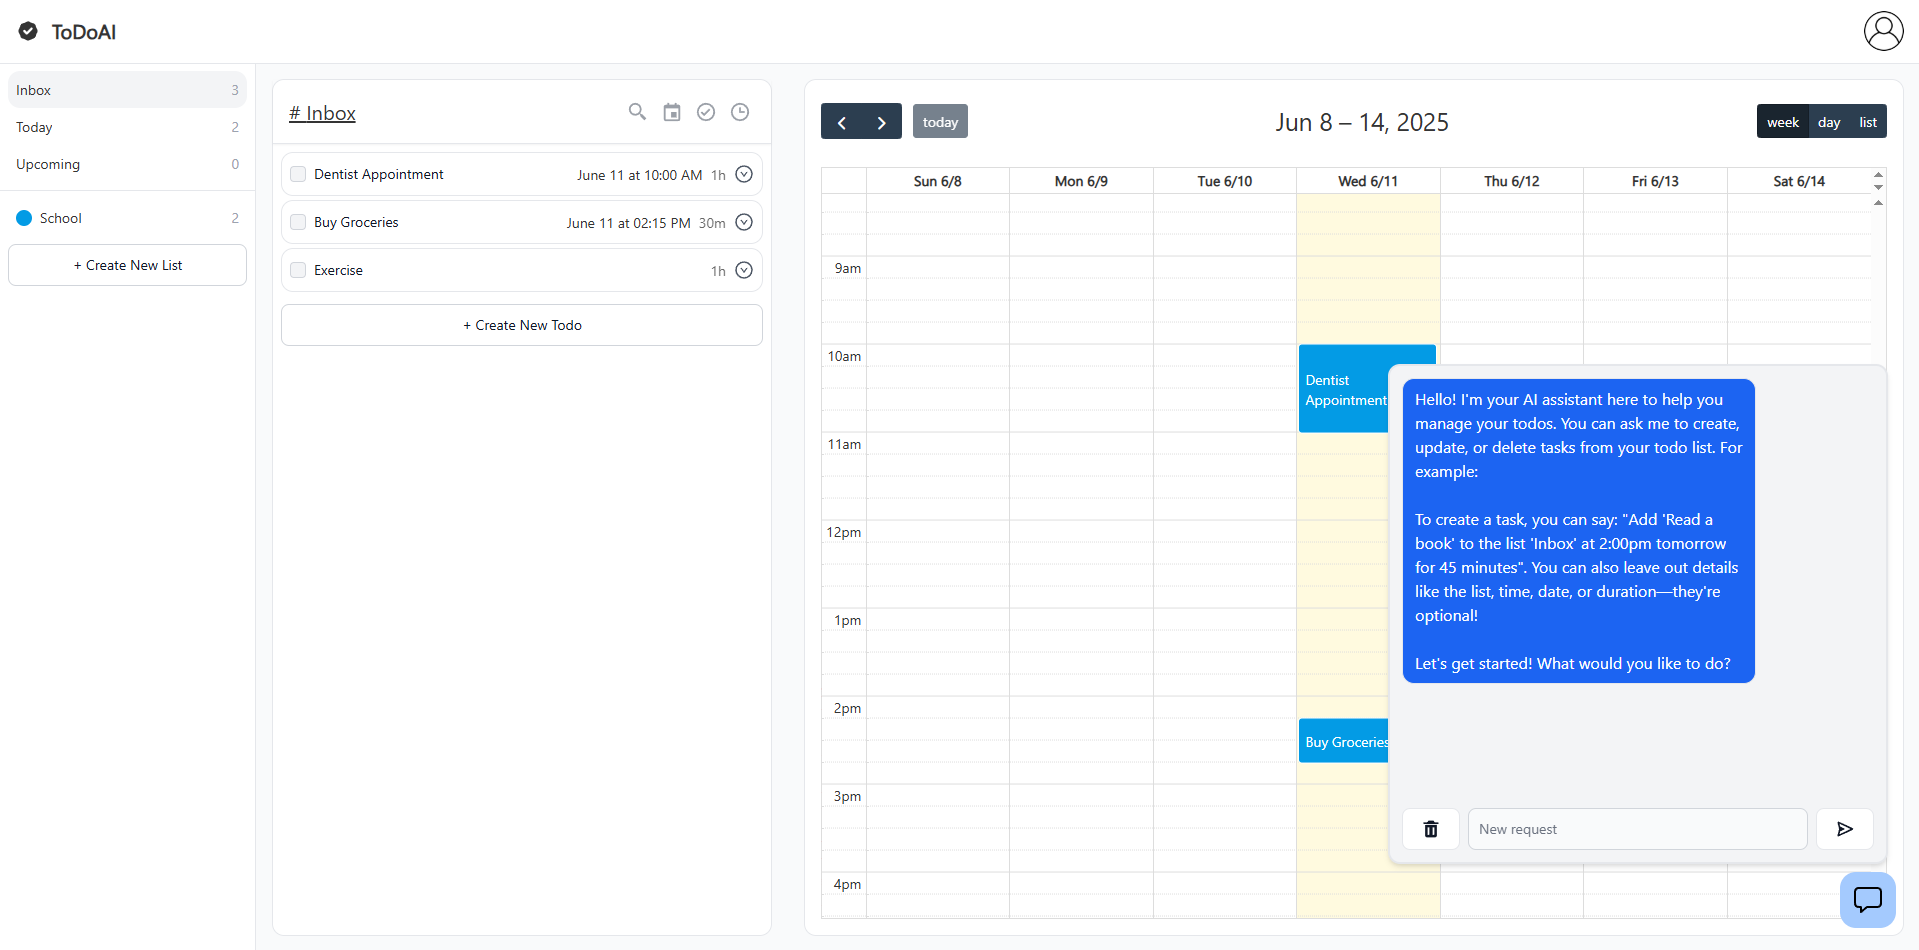 ToDoAI
Inbox 3
Today 2
Upcoming 0
School 2
+ Create New List
# Inbox
Dentist Appointment June 11 at 10:00 AM 1h
Buy Groceries June 11 at 02:15 PM 30m
Exercise 1h
+ Create New Todo
today
Jun 8 – 14, 2025
week day list
Sun 6/8 Mon 6/9 Tue 6/10 Wed 6/11 Thu 6/12 Fri 6/13 Sat 6/14
9am
10am
11am
12pm
1pm
2pm
3pm
4pm
Dentist
Appointment
Buy Groceries
Hello! I'm your AI assistant here to help you
manage your todos. You can ask me to create,
update, or delete tasks from your todo list. For
example:
To create a task, you can say: "Add 'Read a
book' to the list 'Inbox' at 2:00pm tomorrow
for 45 minutes". You can also leave out details
like the list, time, date, or duration—they're
optional!
Let's get started! What would you like to do?
New request